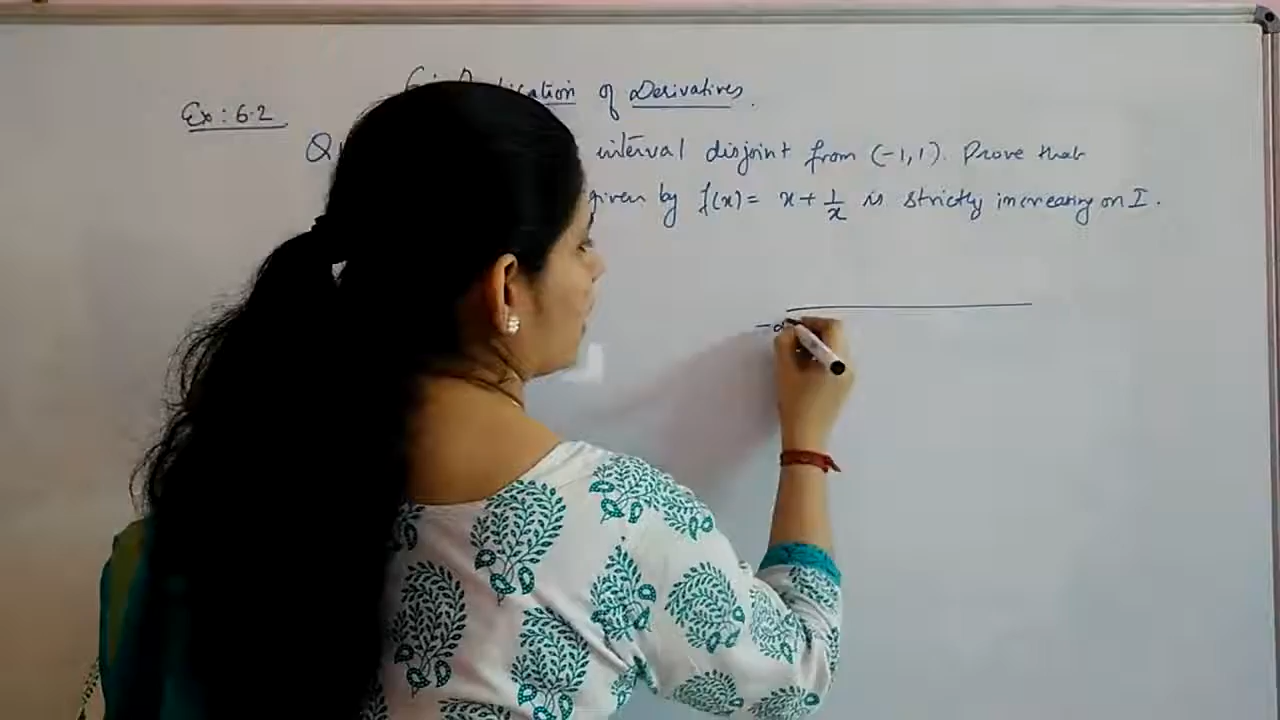 of Derivatives.
Ex: 6.2
interval disjoint from (-1, 1). Prove that
given by f(x) = x + 1/x is strictly increasing on I.